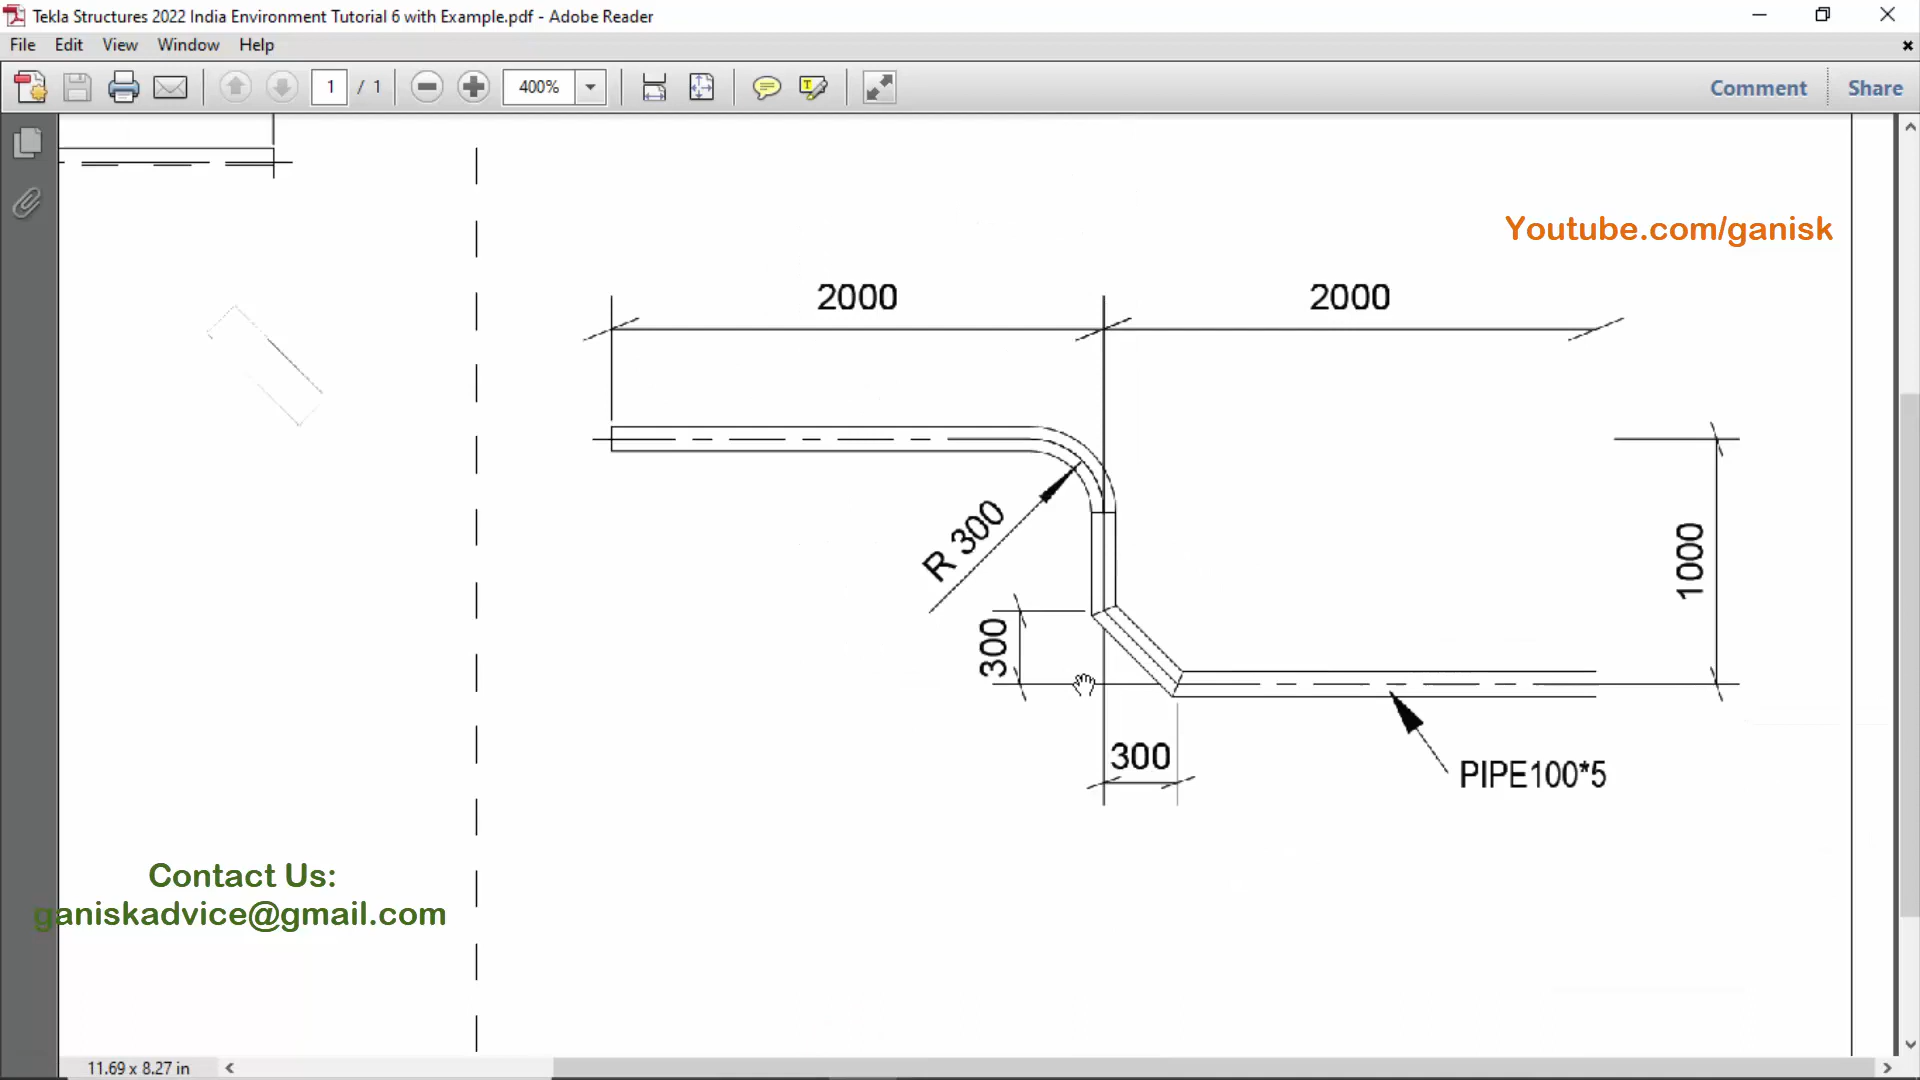 Tekla Structures 2022 India Environment Tutorial 6 with Example.pdf - Adobe Reader
File Edit View Window Help
1 / 1 400% Comment Share
Youtube.com/ganisk
2000 2000
R 300
1000
300
300
PIPE100*5
Contact Us:
ganiskadvice@gmail.com
11.69 x 8.27 in